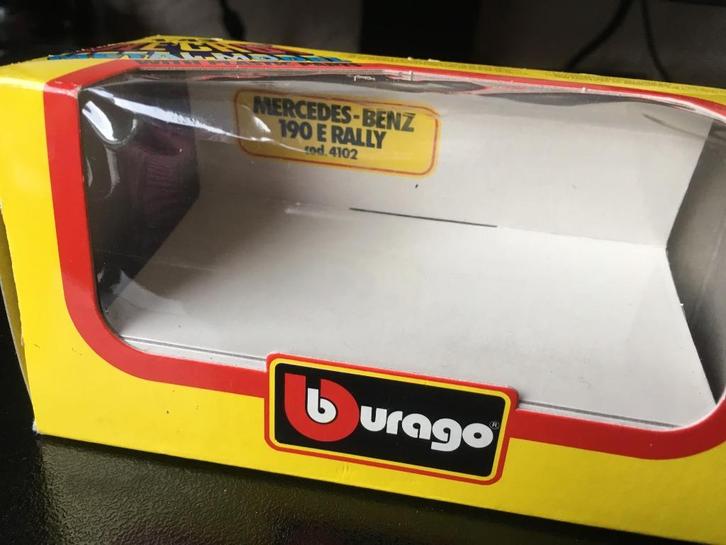 MERCEDES-BENZ
190 E RALLY
cod. 4102
burago®